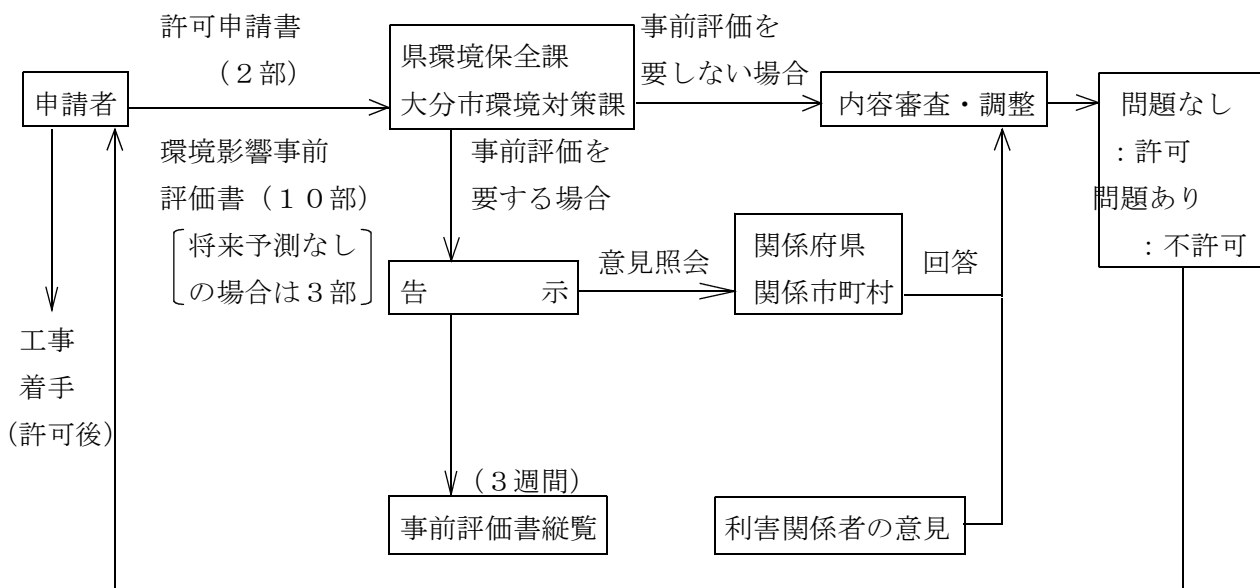 許可申請書
（２部）
申請者
環境影響事前
評価書（１０部）
将来予測なし
の場合は３部
工事
着手
（許可後）
県環境保全課
大分市環境対策課
事前評価を
要しない場合
事前評価を
要する場合
告　　　示
意見照会
関係府県
関係市町村
回答
（３週間）
事前評価書縦覧
利害関係者の意見
内容審査・調整
問題なし
：許可
問題あり
：不許可